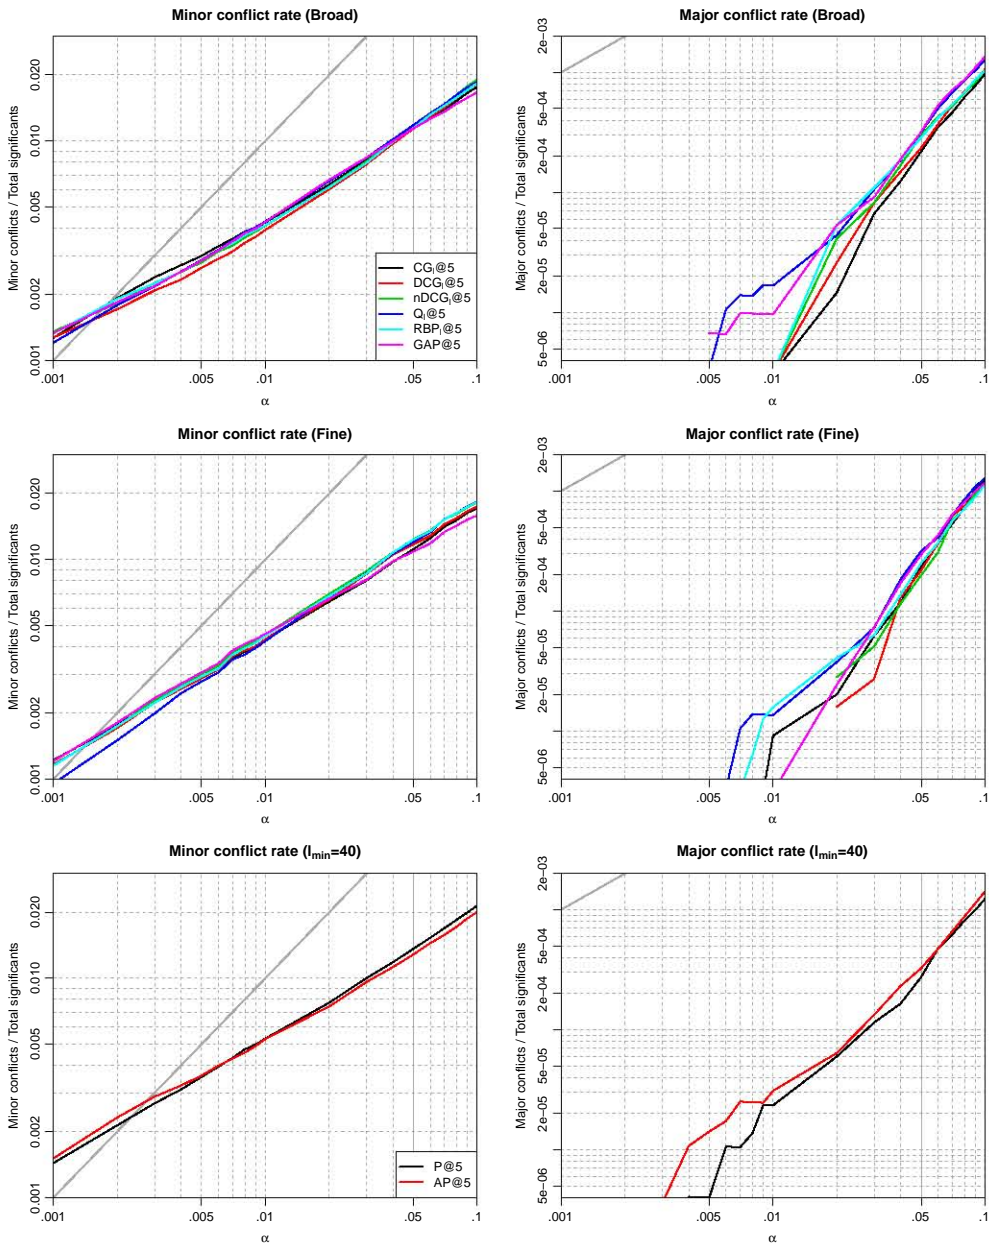 Minor conflict rate (Broad)
Minor conflicts / Total significants
0.001 0.002 0.005 0.010 0.020
CGl@5
DCGl@5
nDCGl@5
Ql@5
RBPl@5
GAP@5
.001 .005 .01 .05 .1
α
Major conflict rate (Broad)
Major conflicts / Total significants
5e-06 2e-05 5e-05 2e-04 5e-04 2e-03
.001 .005 .01 .05 .1
α
Minor conflict rate (Fine)
Minor conflicts / Total significants
0.001 0.002 0.005 0.010 0.020
.001 .005 .01 .05 .1
α
Major conflict rate (Fine)
Major conflicts / Total significants
5e-06 2e-05 5e-05 2e-04 5e-04 2e-03
.001 .005 .01 .05 .1
α
Minor conflict rate (lmin=40)
Minor conflicts / Total significants
0.001 0.002 0.005 0.010 0.020
P@5
AP@5
.001 .005 .01 .05 .1
α
Major conflict rate (lmin=40)
Major conflicts / Total significants
5e-06 2e-05 5e-05 2e-04 5e-04 2e-03
.001 .005 .01 .05 .1
α